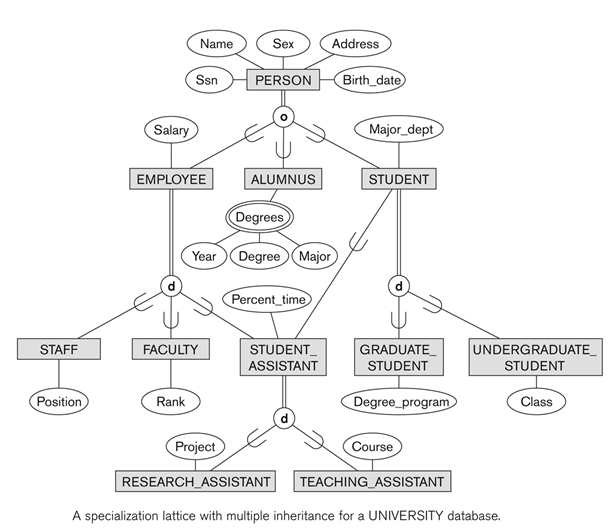 Name
Sex
Address
Ssn
PERSON
Birth_date
o
Salary
Major_dept
EMPLOYEE
ALUMNUS
STUDENT
Degrees
Year
Degree
Major
d
d
Percent_time
STAFF
FACULTY
STUDENT_
ASSISTANT
GRADUATE_
STUDENT
UNDERGRADUATE_
STUDENT
Position
Rank
Degree_program
Class
d
Project
Course
RESEARCH_ASSISTANT
TEACHING_ASSISTANT
A specialization lattice with multiple inheritance for a UNIVERSITY database.